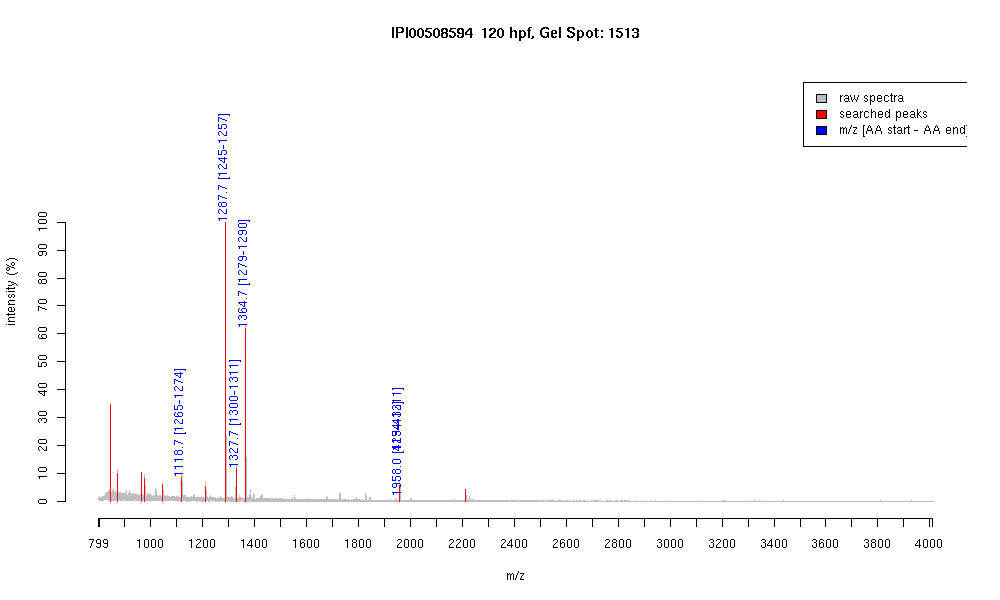 IPI00508594 120 hpf, Gel Spot: 1513
raw spectra
searched peaks
m/z [AA start - AA end]
intensity (%)
100
90
80
70
60
50
40
30
20
10
0
1118.7 [1265-1274]
1287.7 [1245-1257]
1327.7 [1300-1311]
1364.7 [1279-1290]
1958.0
799 1000 1200 1400 1600 1800 2000 2200 2400 2600 2800 3000 3200 3400 3600 3800 4000
m/z